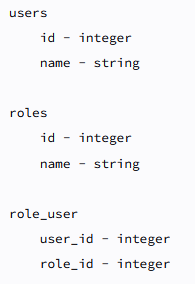 users
id - integer
name - string
roles
id - integer
name - string
role_user
user_id - integer
role_id - integer